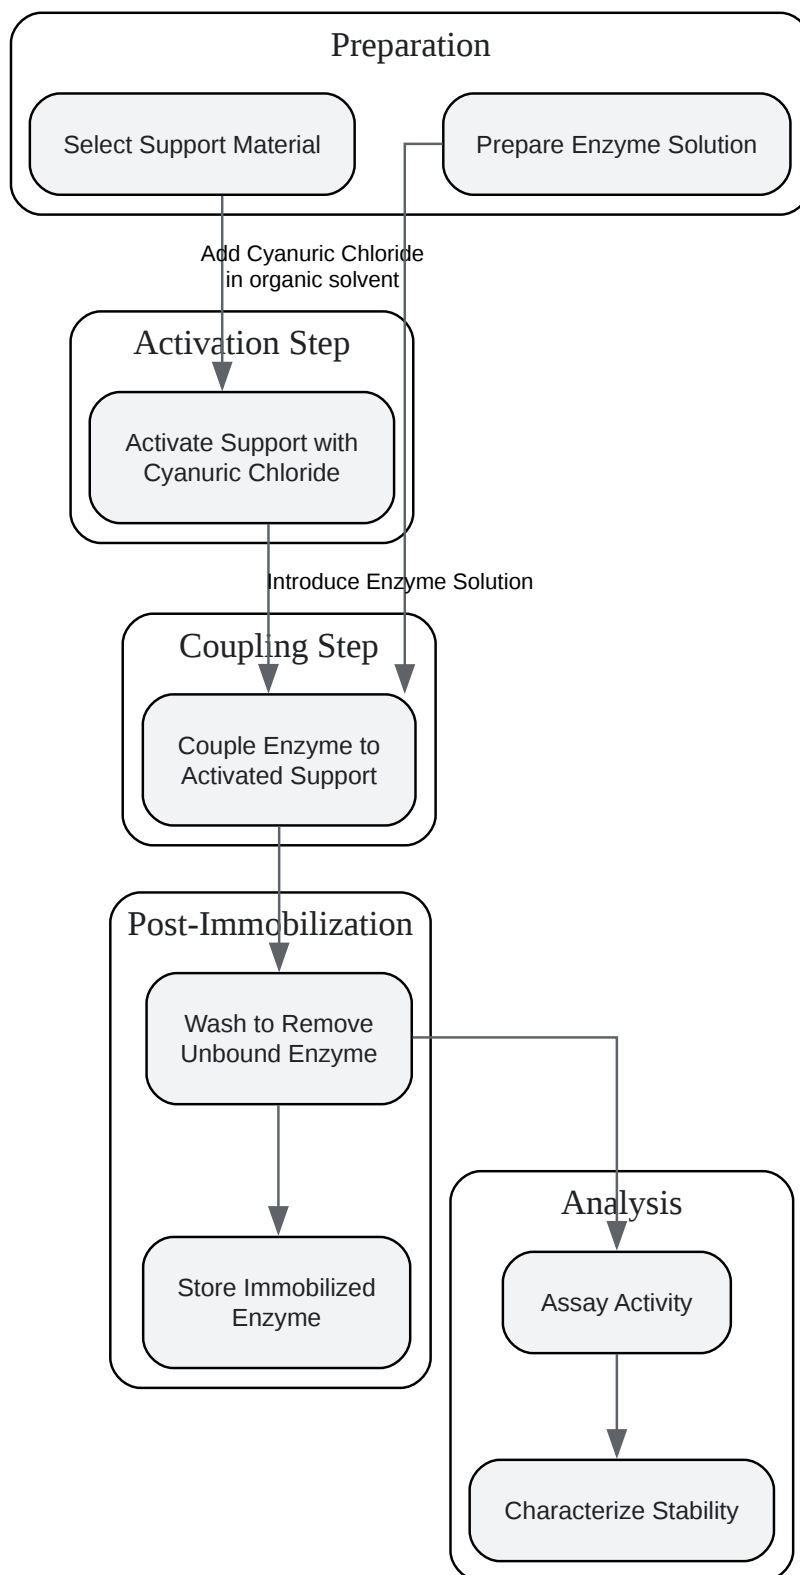 Preparation
Select Support Material
Prepare Enzyme Solution
Add Cyanuric Chloride
in organic solvent
Activation Step
Activate Support with
Cyanuric Chloride
Introduce Enzyme Solution
Coupling Step
Couple Enzyme to
Activated Support
Post-Immobilization
Wash to Remove
Unbound Enzyme
Store Immobilized
Enzyme
Analysis
Assay Activity
Characterize Stability